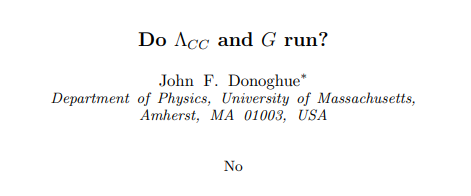 Do Λ_CC and G run?
John F. Donoghue*
Department of Physics, University of Massachusetts,
Amherst, MA 01003, USA
No